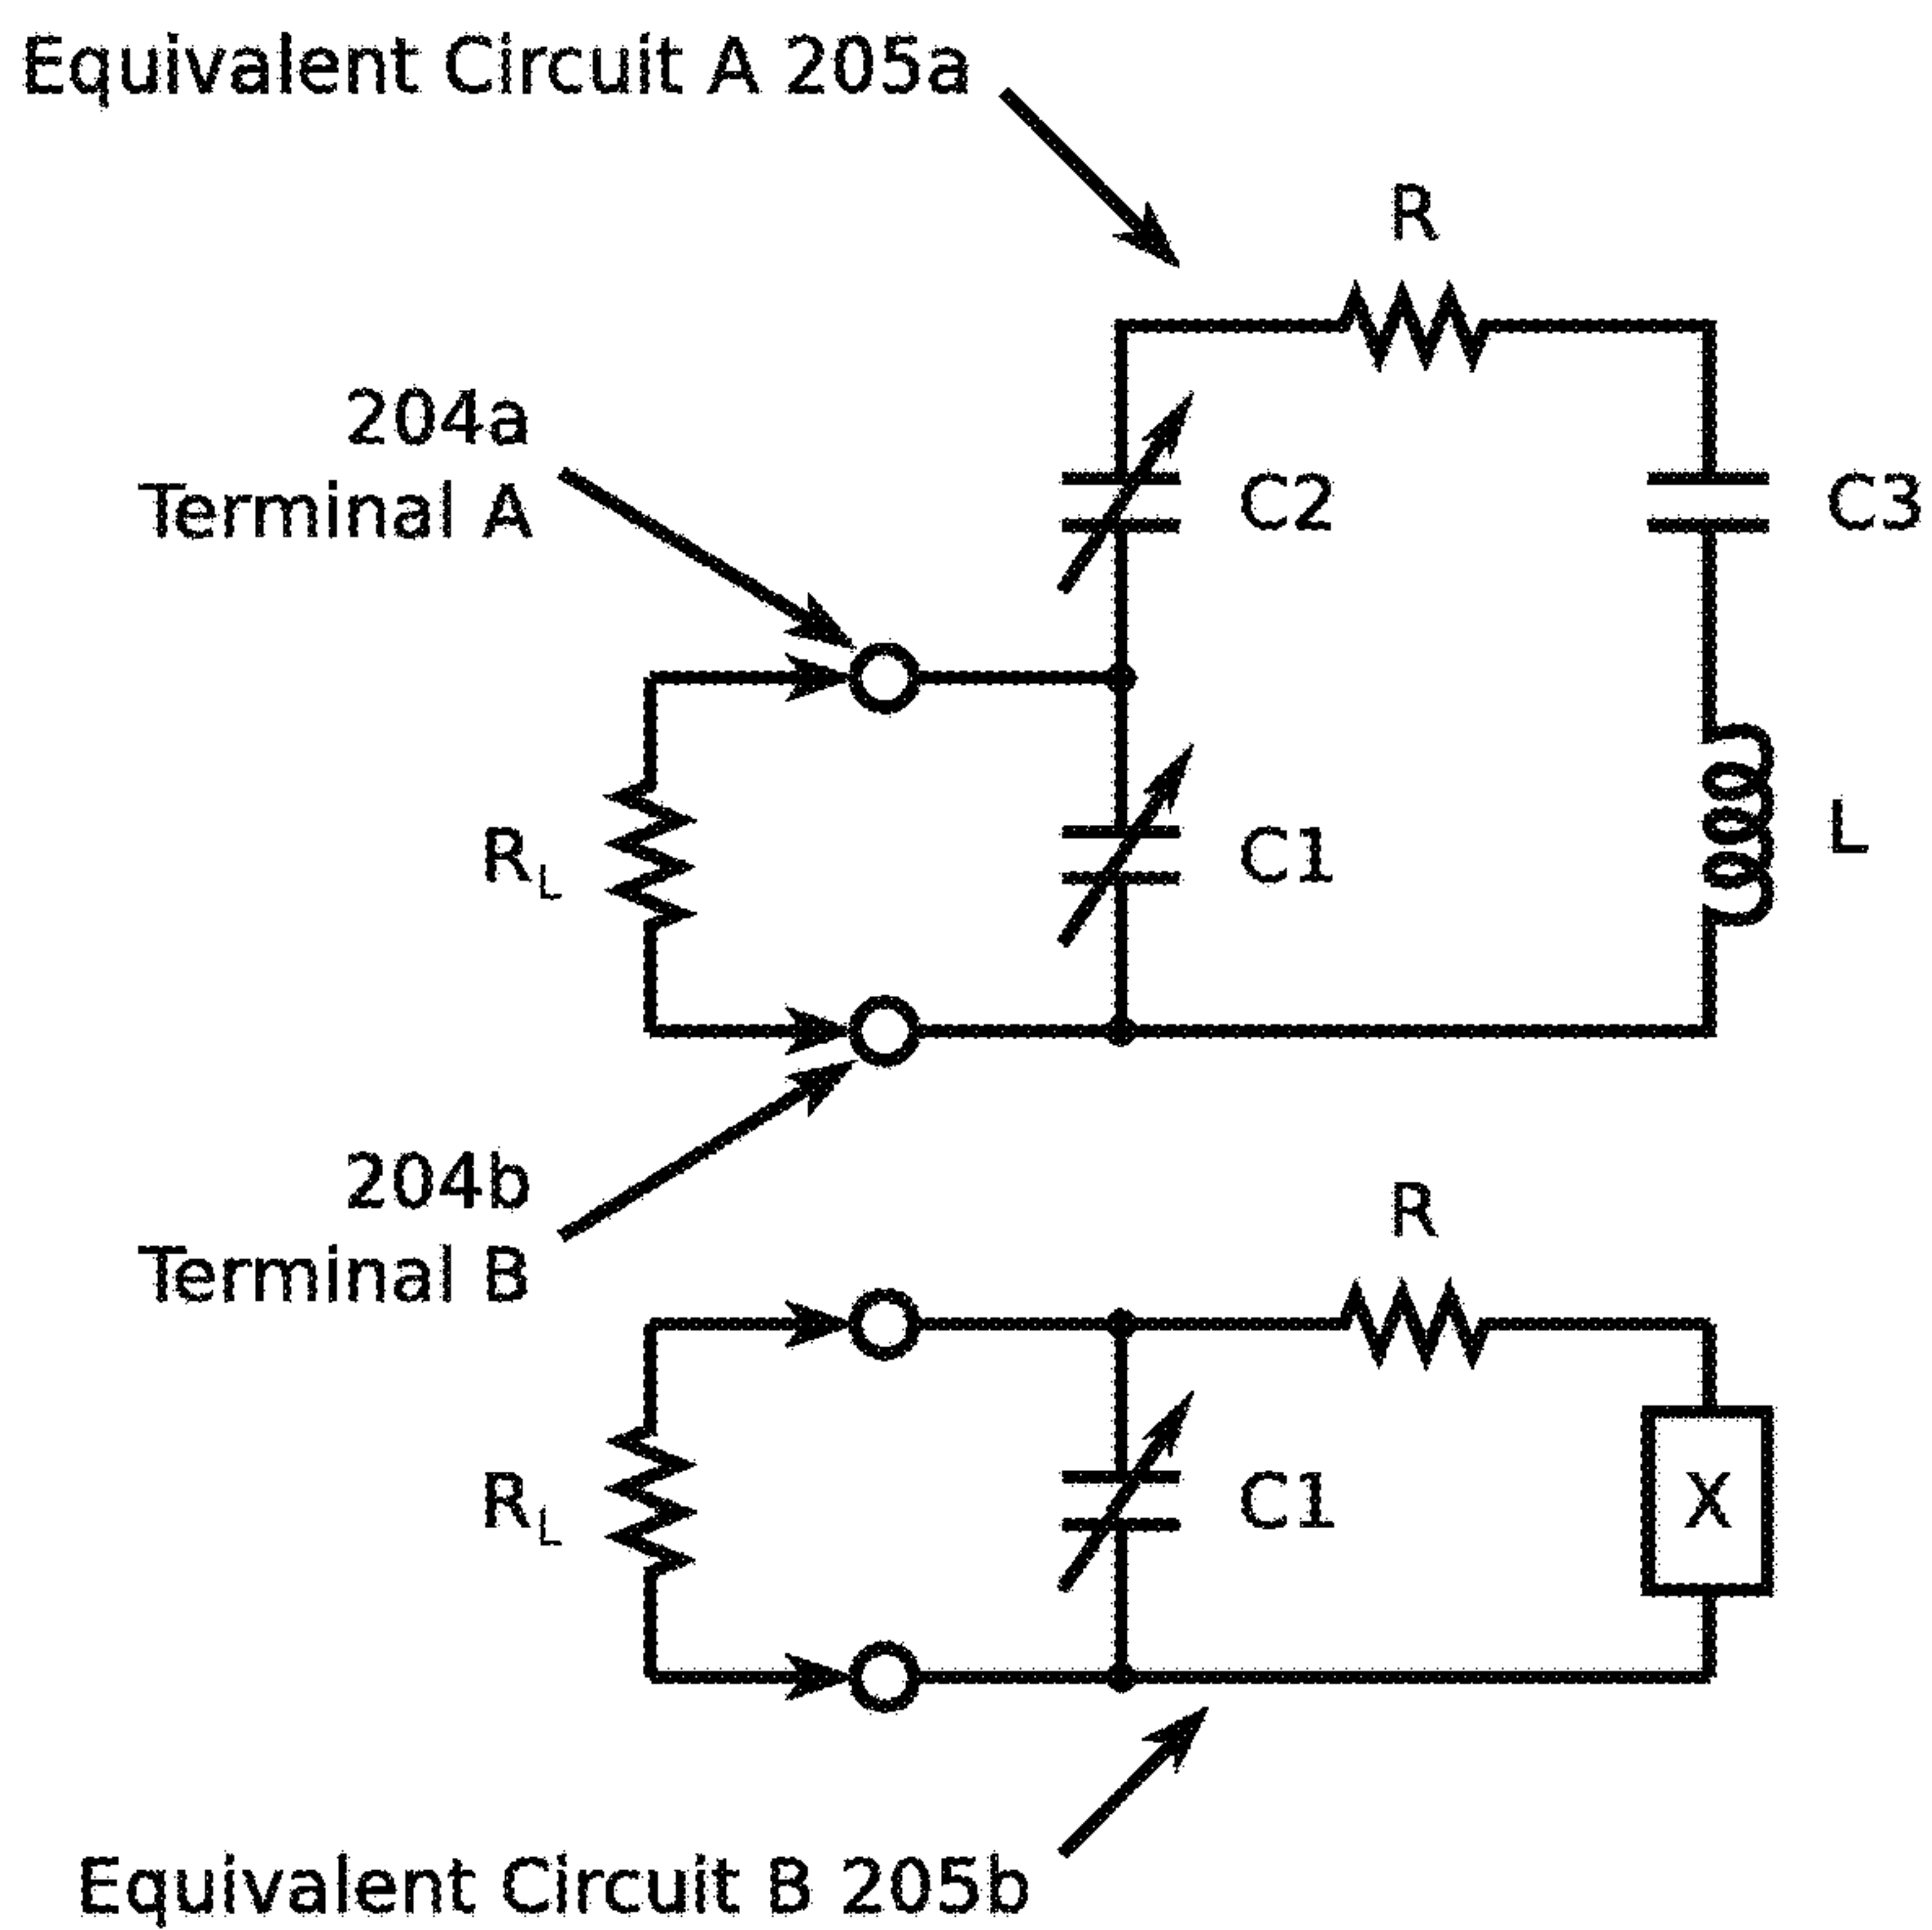 Equivalent Circuit A 205a
R
204a
Terminal A
C2
C3
RL
C1
L
204b
Terminal B
R
RL
C1
X
Equivalent Circuit B 205b